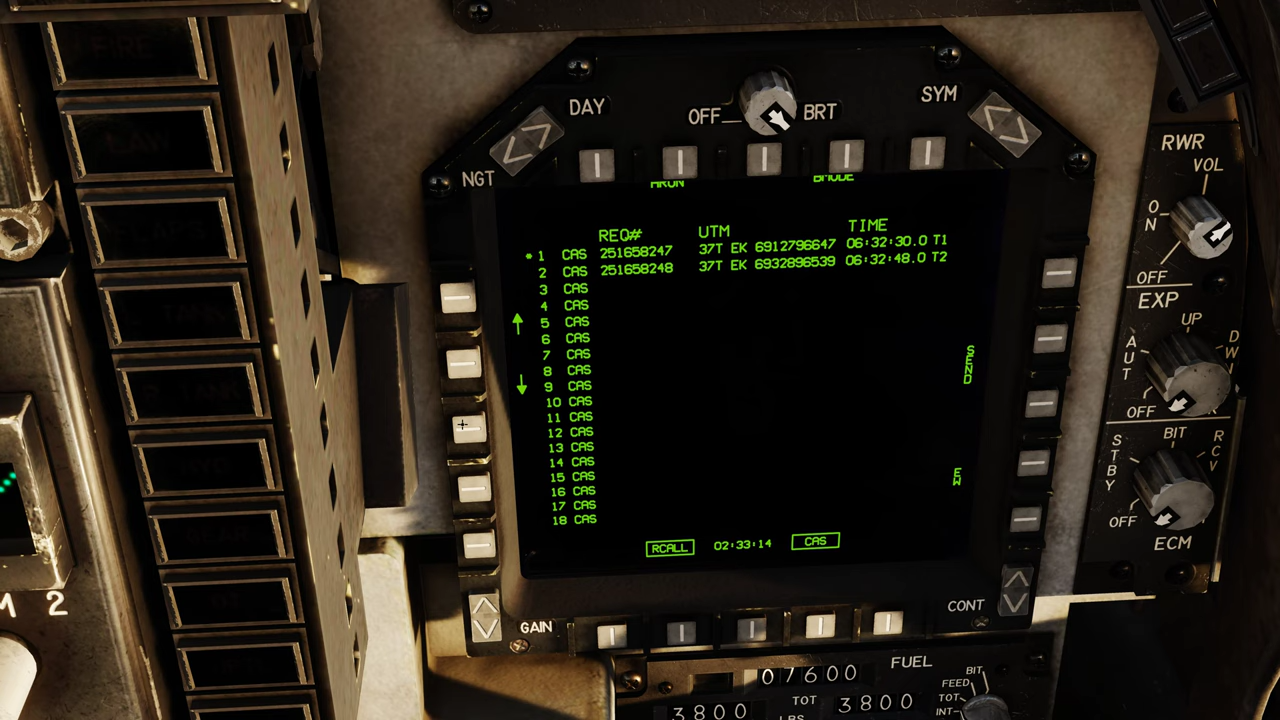 DAY
OFF
BRT
SYM
NGT
RWR
VOL
ON
OFF
EXP
UP
AUT
OFF
BIT
STBY
RCV
OFF
ECM
REQ# UTM TIME
* 1 CAS 251658247 37T EK 6912796647 06:32:30.0 T1
2 CAS 251658248 37T EK 6932896539 06:32:48.0 T2
3 CAS
4 CAS
5 CAS
6 CAS
7 CAS
8 CAS
9 CAS
10 CAS
11 CAS
12 CAS
13 CAS
14 CAS
15 CAS
16 CAS
17 CAS
18 CAS
SEND
EW
RCALL 02:33:14 CAS
GAIN
CONT
M 2
07600
FUEL
BIT
FEED
TOT
INT
3800 TOT 3800
LBS